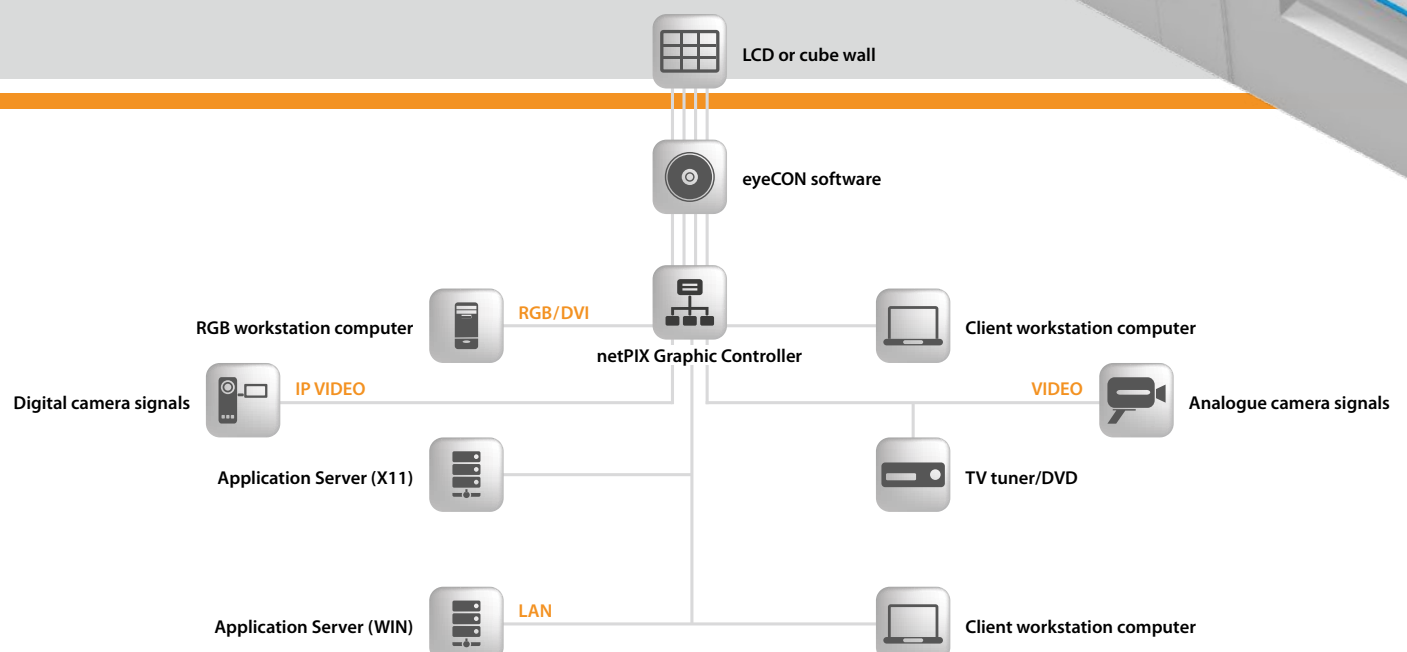 LCD or cube wall
eyeCON software
RGB workstation computer
RGB/DVI
netPIX Graphic Controller
Client workstation computer
Digital camera signals
IP VIDEO
VIDEO
Analogue camera signals
Application Server (X11)
TV tuner/DVD
Application Server (WIN)
LAN
Client workstation computer